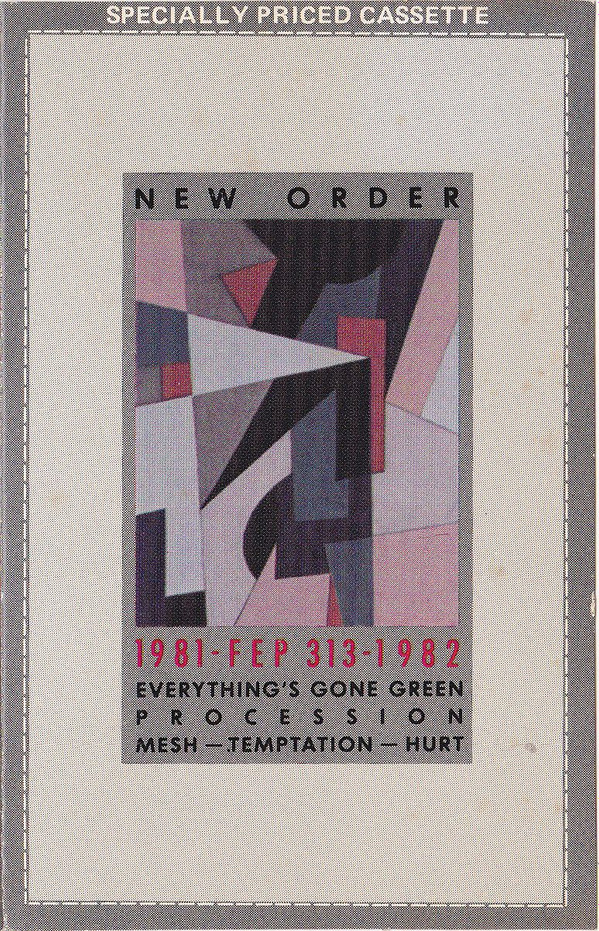 SPECIALLY PRICED CASSETTE
NEW ORDER
1981-FEP 313-1982
EVERYTHING'S GONE GREEN
PROCESSION
MESH — TEMPTATION — HURT